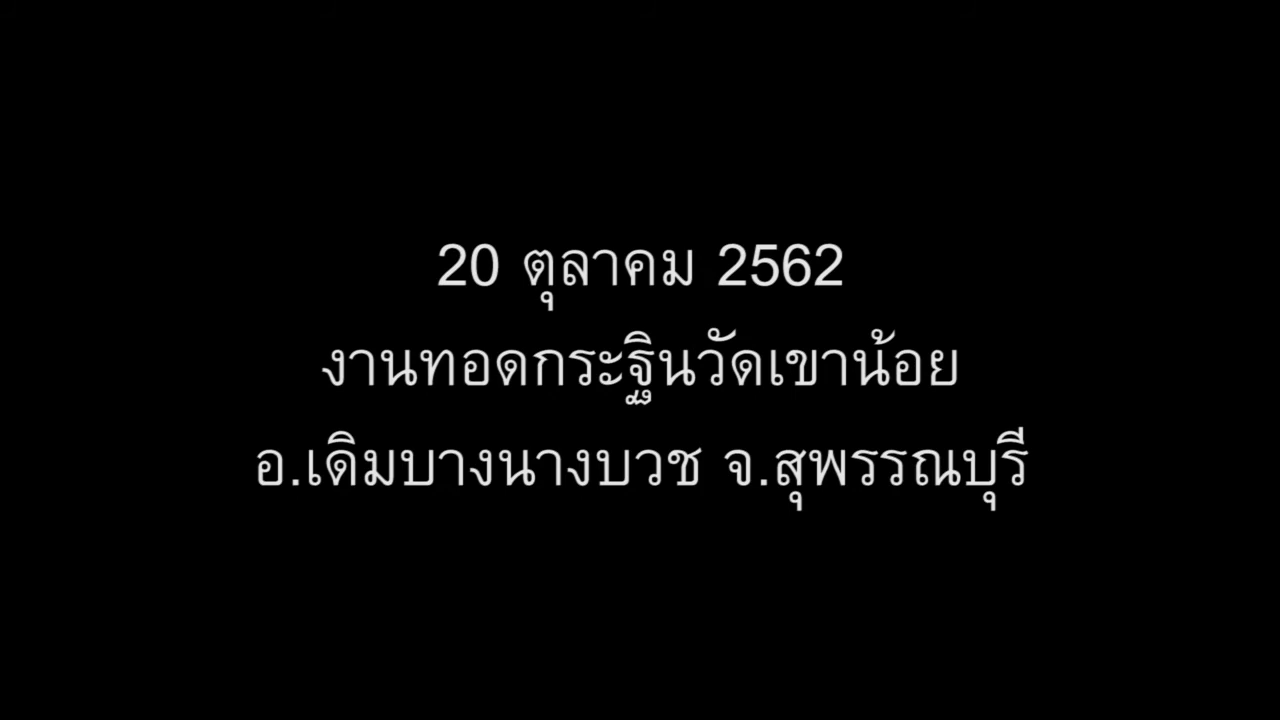 20 ตุลาคม 2562
งานทอดกระฐินวัดเขาน้อย
อ.เดิมบางนางบวช จ.สุพรรณบุรี